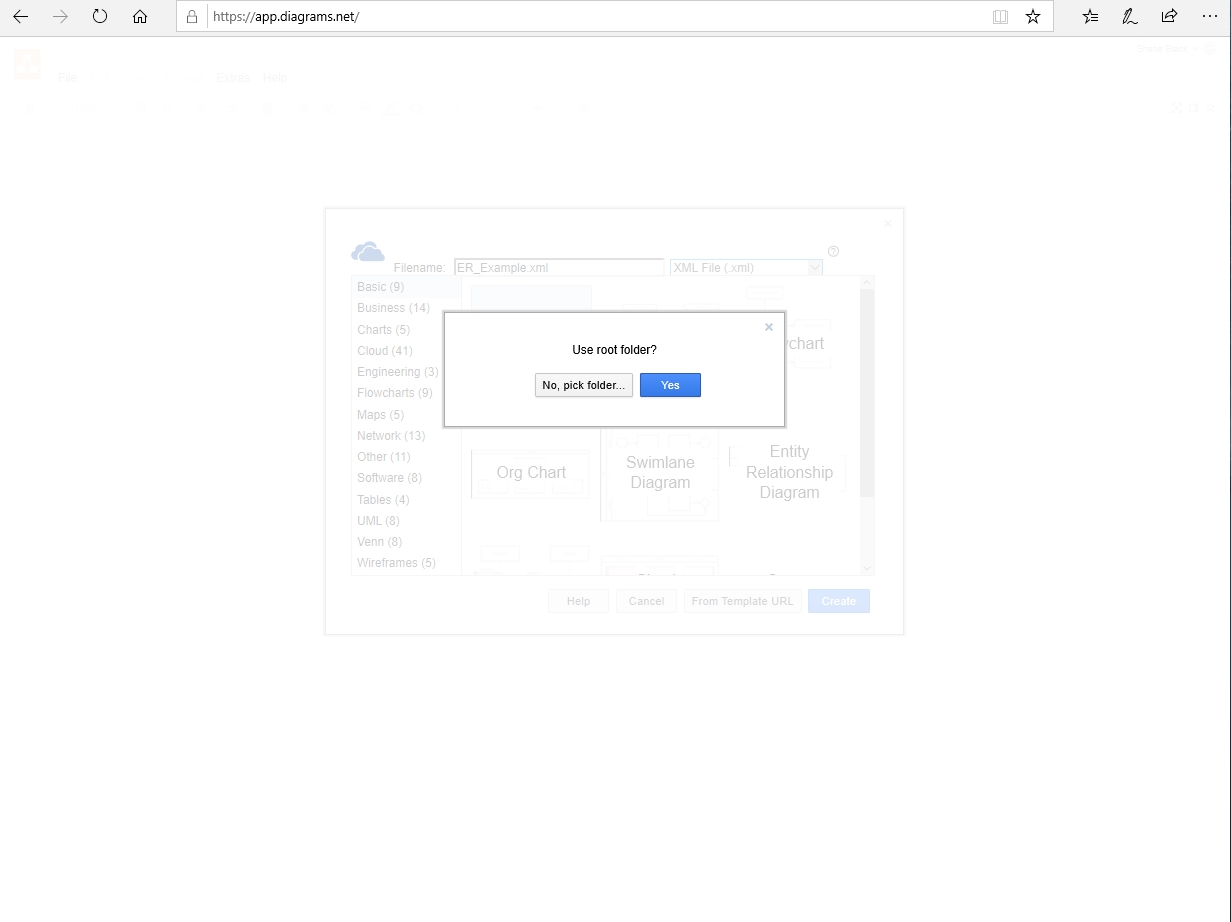 https://app.diagrams.net/
File
Extras Help
Filename: ER_Example.xml XML File (.xml)
Basic (9)
Business (14)
Charts (5)
Cloud (41)
Engineering (3)
Flowcharts (9)
Maps (5)
Network (13)
Other (11)
Software (8)
Tables (4)
UML (8)
Venn (8)
Wireframes (5)
Use root folder?
No, pick folder... Yes
Org Chart
Swimlane
Diagram
Entity
Relationship
Diagram
Help Cancel From Template URL Create